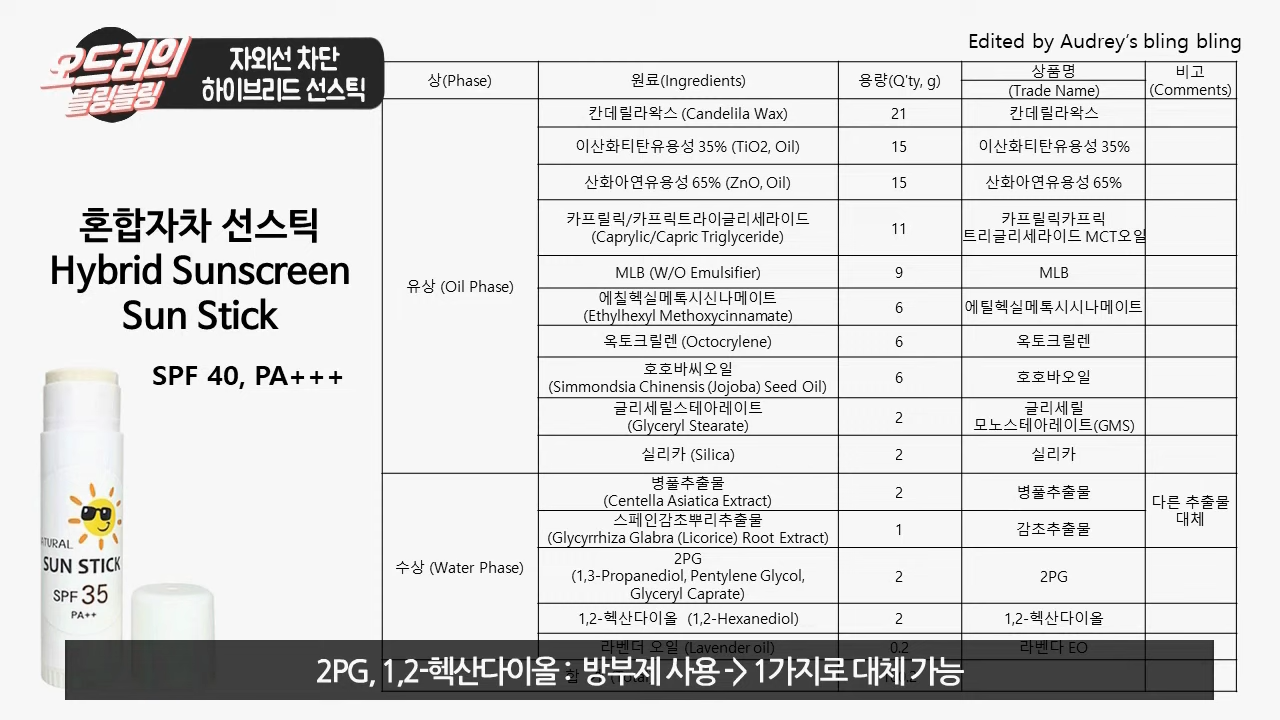 Edited by Audrey's bling bling
오드리의
블링블링
자외선 차단
하이브리드 선스틱
혼합자차 선스틱
Hybrid Sunscreen
Sun Stick
SPF 40, PA+++
NATURAL
SUN STICK
SPF 35
PA++
상(Phase) 원료(Ingredients) 용량(Q'ty, g) 상품명 (Trade Name) 비고 (Comments)
유상 (Oil Phase)
칸데릴라왁스 (Candelila Wax) 21 칸데릴라왁스
이산화티탄유용성 35% (TiO2, Oil) 15 이산화티탄유용성 35%
산화아연유용성 65% (ZnO, Oil) 15 산화아연유용성 65%
카프릴릭/카프릭트라이글리세라이드
(Caprylic/Capric Triglyceride) 11 카프릴릭카프릭
트리글리세라이드 MCT오일
MLB (W/O Emulsifier) 9 MLB
에칠헥실메톡시신나메이트
(Ethylhexyl Methoxycinnamate) 6 에틸헥실메톡시시나메이트
옥토크릴렌 (Octocrylene) 6 옥토크릴렌
호호바씨오일
(Simmondsia Chinensis (Jojoba) Seed Oil) 6 호호바오일
글리세릴스테아레이트
(Glyceryl Stearate) 2 글리세릴
모노스테아레이트(GMS)
실리카 (Silica) 2 실리카
수상 (Water Phase)
병풀추출물
(Centella Asiatica Extract) 2 병풀추출물
다른 추출물
대체
스페인감초뿌리추출물
(Glycyrrhiza Glabra (Licorice) Root Extract) 1 감초추출물
2PG
(1,3-Propanediol, Pentylene Glycol,
Glyceryl Caprate) 2 2PG
1,2-헥산다이올 (1,2-Hexanediol) 2 1,2-헥산다이올
라벤더 오일 (Lavender oil) 0.2 라벤다 EO
2PG, 1,2-헥산다이올 : 방부제 사용 -> 1가지로 대체 가능